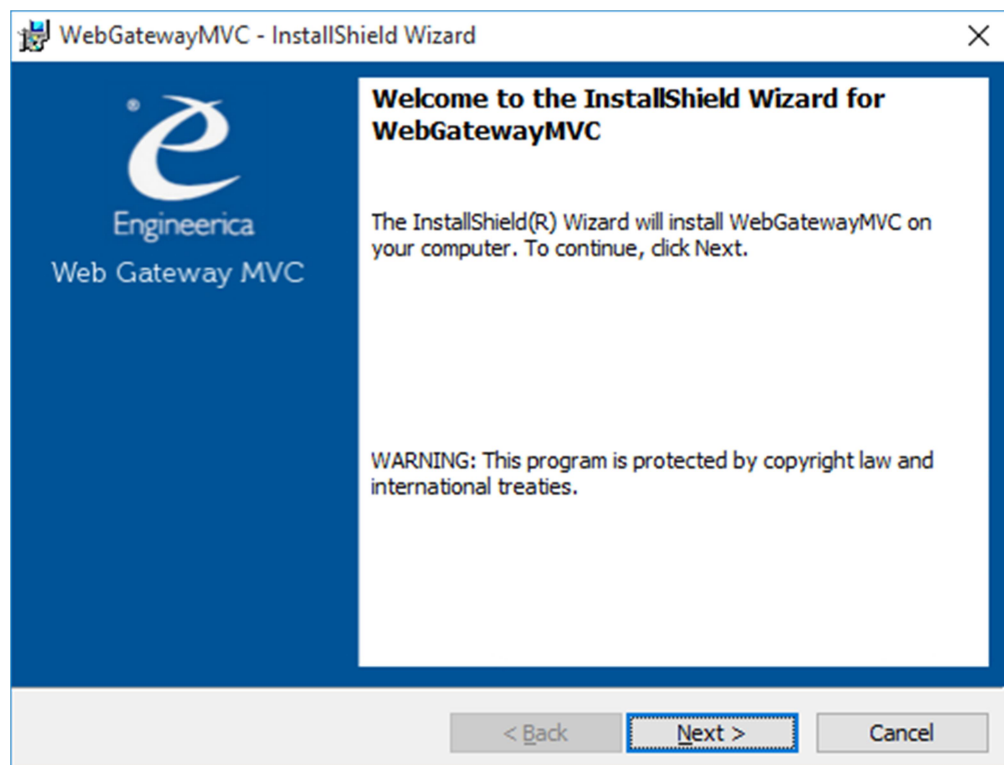 WebGatewayMVC - InstallShield Wizard
Engineerica
Web Gateway MVC
Welcome to the InstallShield Wizard for
WebGatewayMVC
The InstallShield(R) Wizard will install WebGatewayMVC on
your computer. To continue, click Next.
WARNING: This program is protected by copyright law and
international treaties.
< Back
Next >
Cancel